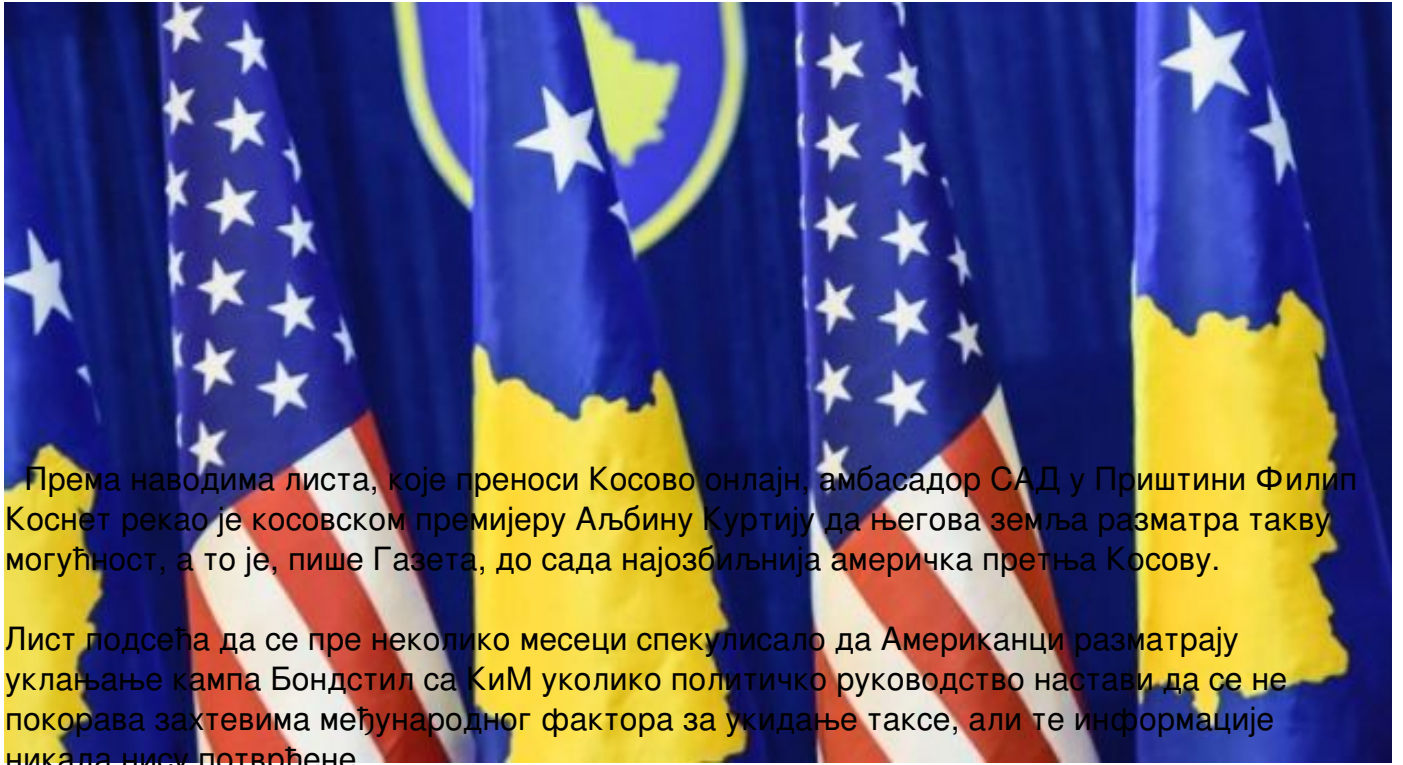 Према наводима листа, које преноси Косово онлајн, амбасадор САД у Приштини Филип
Коснет рекао је косовском премијеру Аљбину Куртију да његова земља разматра такву
могућност, а то је, пише Газета, до сада најозбиљнија америчка претња Косову.
Лист подсећа да се пре неколико месеци спекулисало да Американци разматрају
уклањање кампа Бондстил са КиМ уколико политичко руководство настави да се не
покорава захтевима међународног фактора за укидање таксе, али те информације
никада нису потврђене